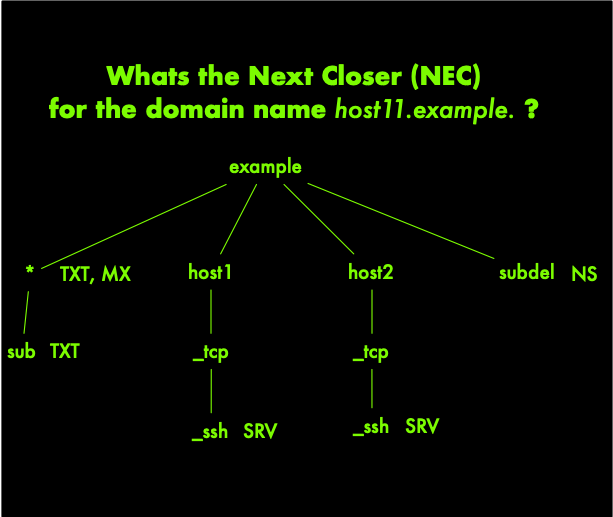 Whats the Next Closer (NEC)
for the domain name host11.example. ?
example
* TXT, MX host1 host2 subdel NS
sub TXT _tcp _tcp
_ssh SRV _ssh SRV